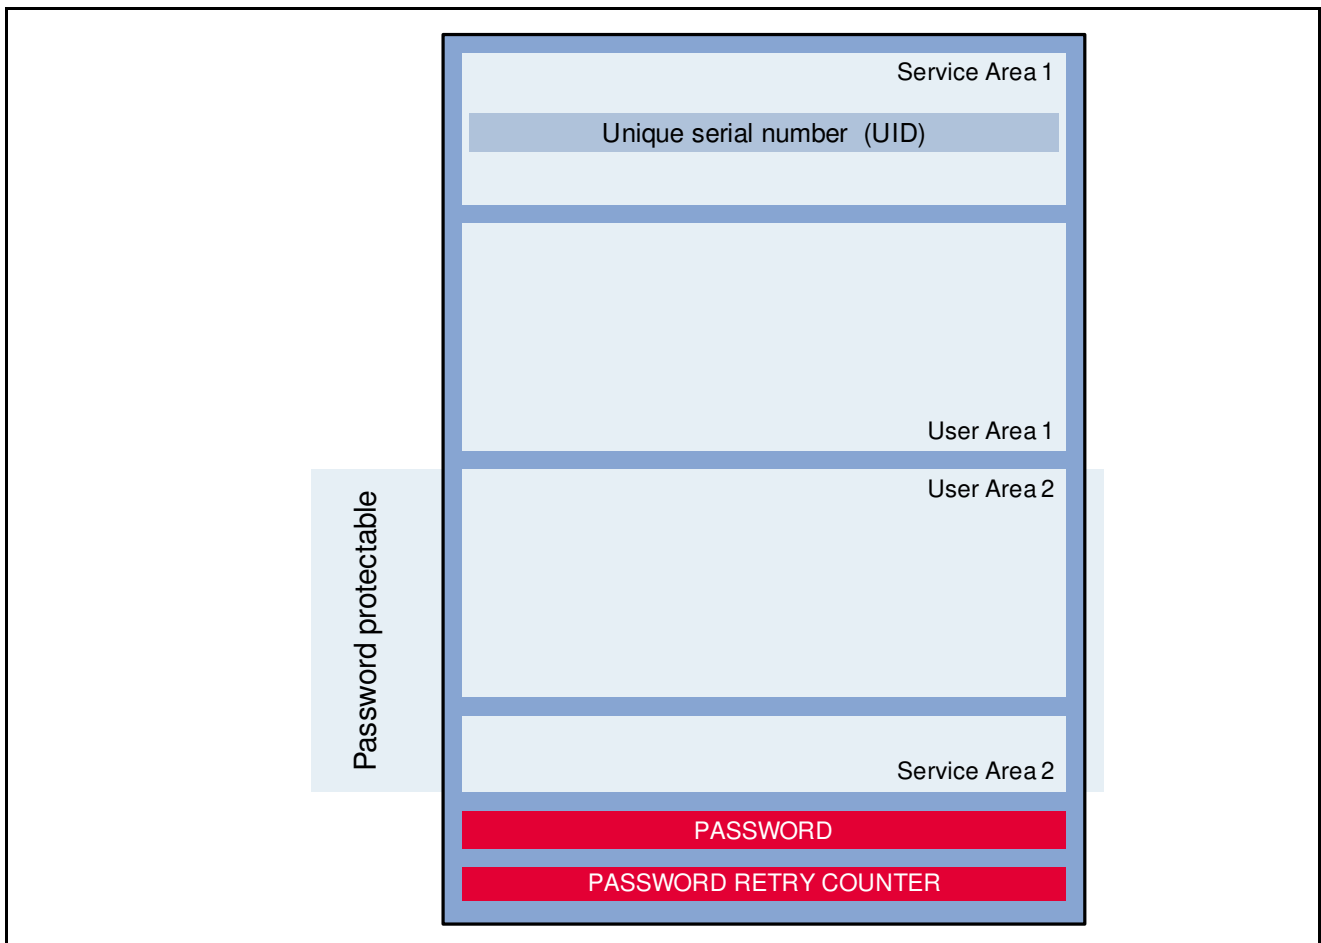 Service Area 1
Unique serial number (UID)
User Area 1
User Area 2
Password protectable
Service Area 2
PASSWORD
PASSWORD RETRY COUNTER